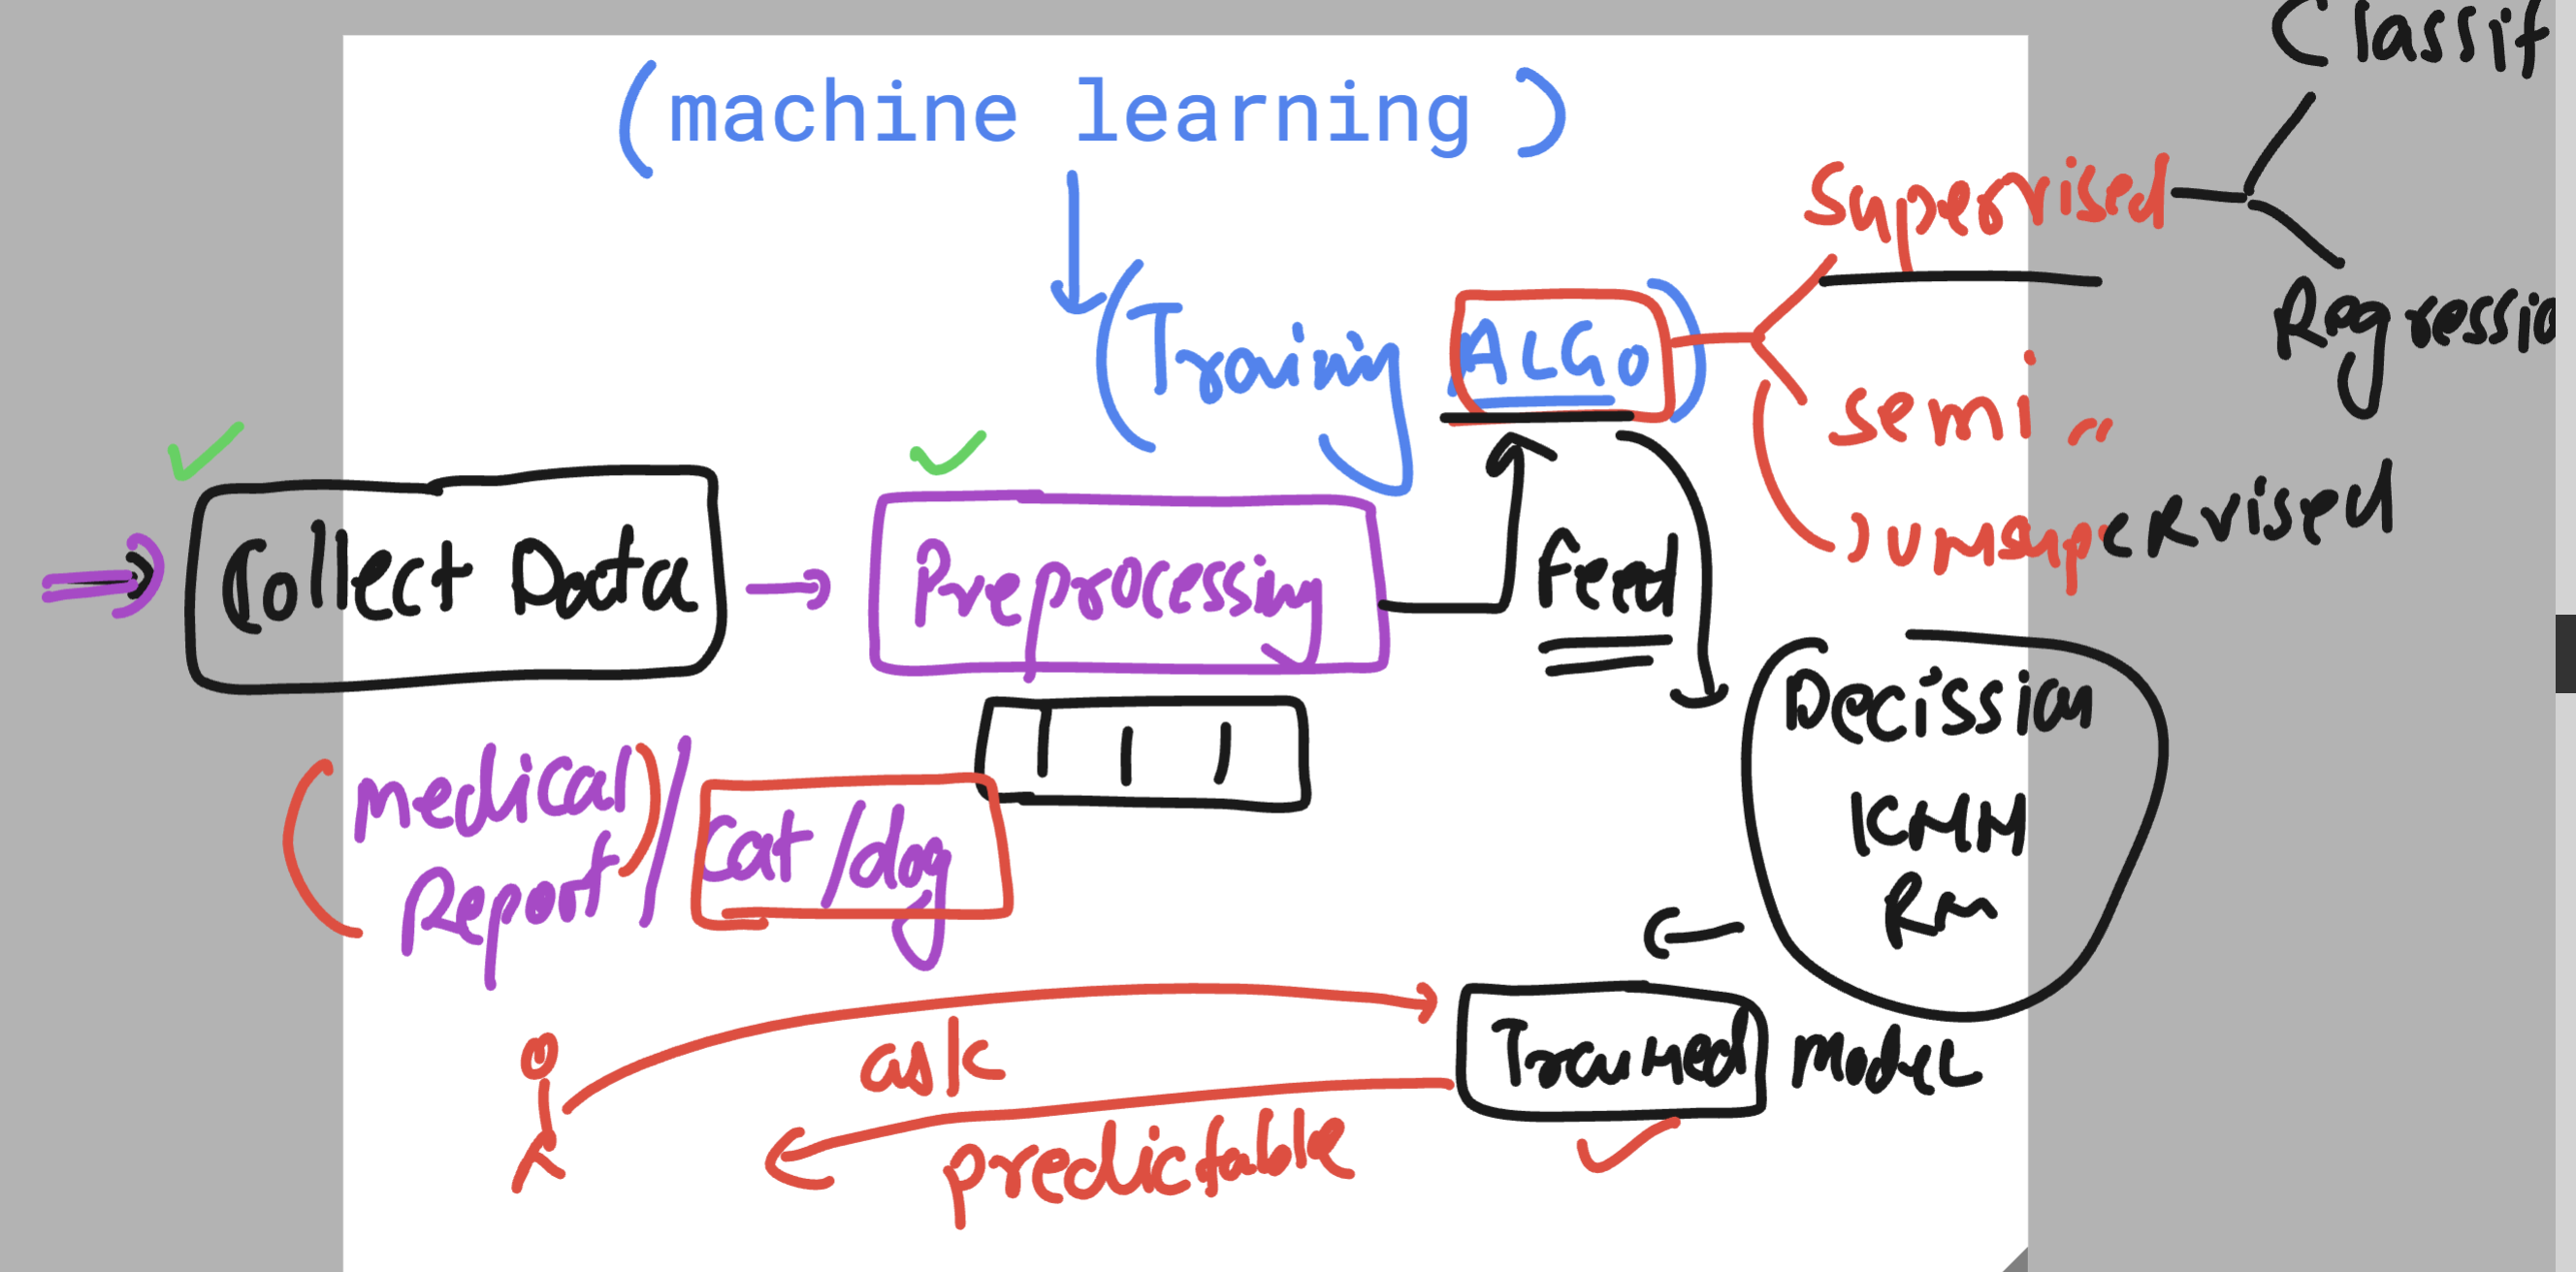 (machine learning)
Classif
Supervised
(Training ALGO)
Regressio
semi "
unsupeRvised
Collect Data
Preprocessing
Feed
Medical
Report /
cat/dog
Decission
KNN
Trained Model
ask
predictable